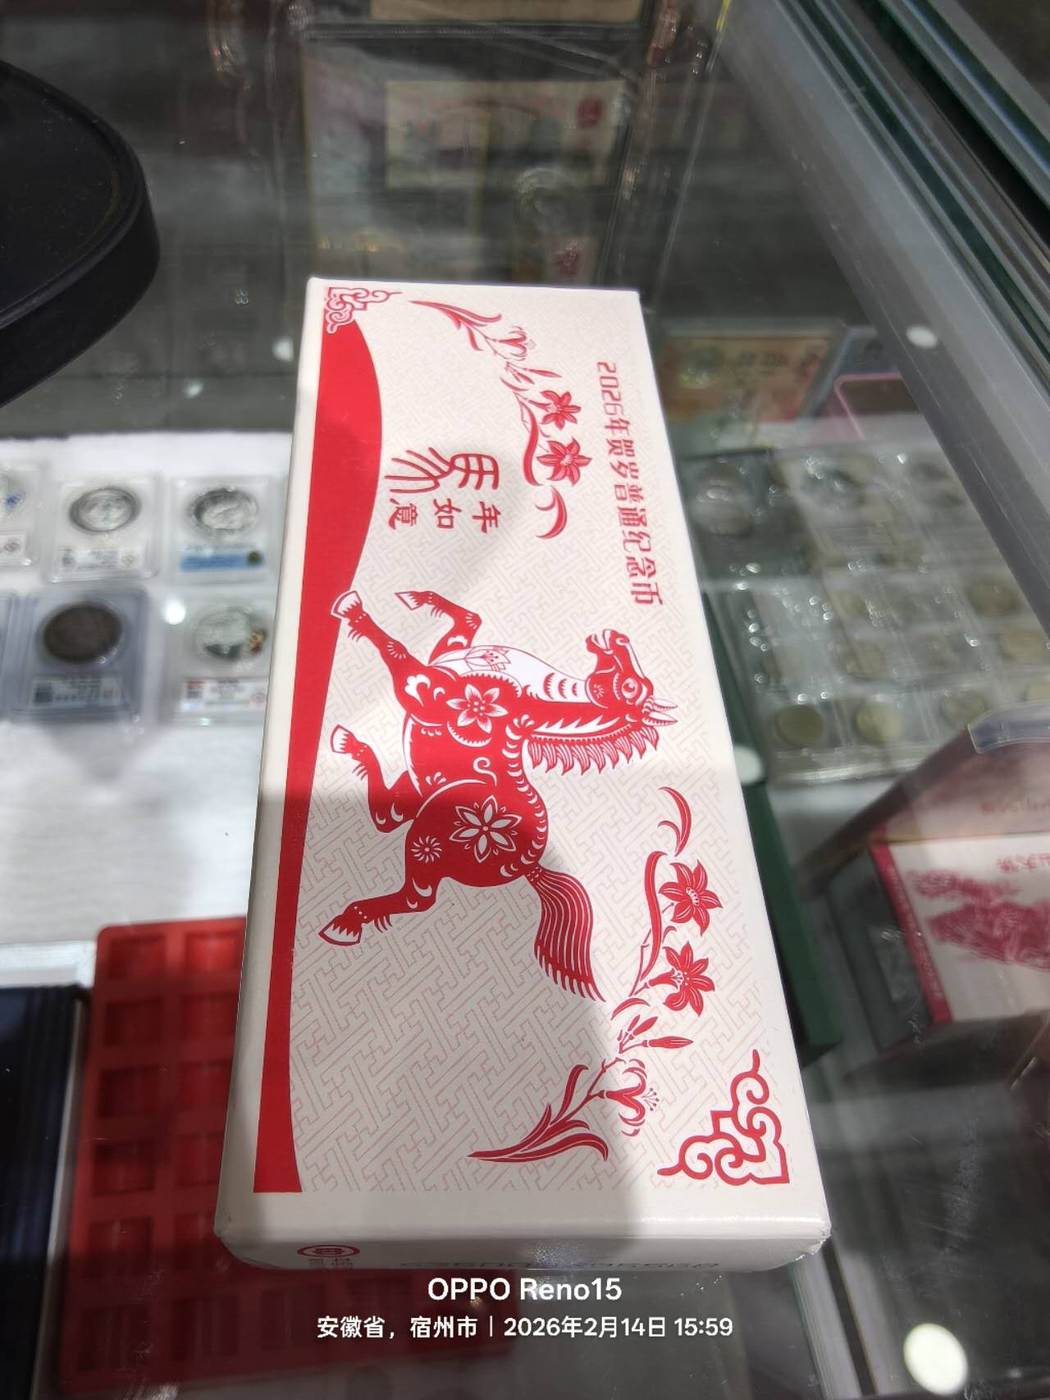 2026年贺岁普通纪念币
马年如意
OPPO Reno15
安徽省，宿州市｜2026年2月14日 15:59